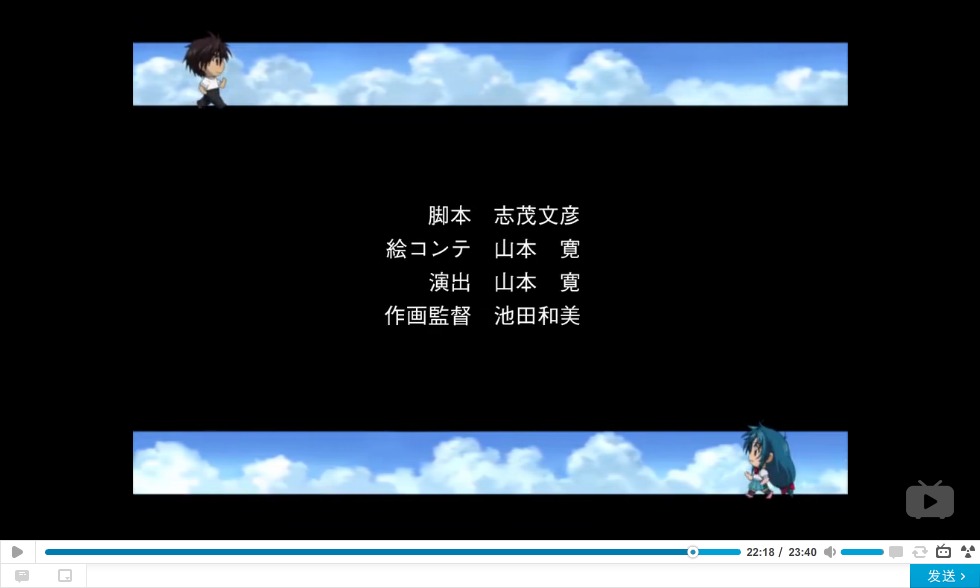 脚本　志茂文彦
絵コンテ　山本　寛
演出　山本　寛
作画監督　池田和美
22:18 / 23:40
发送 ›